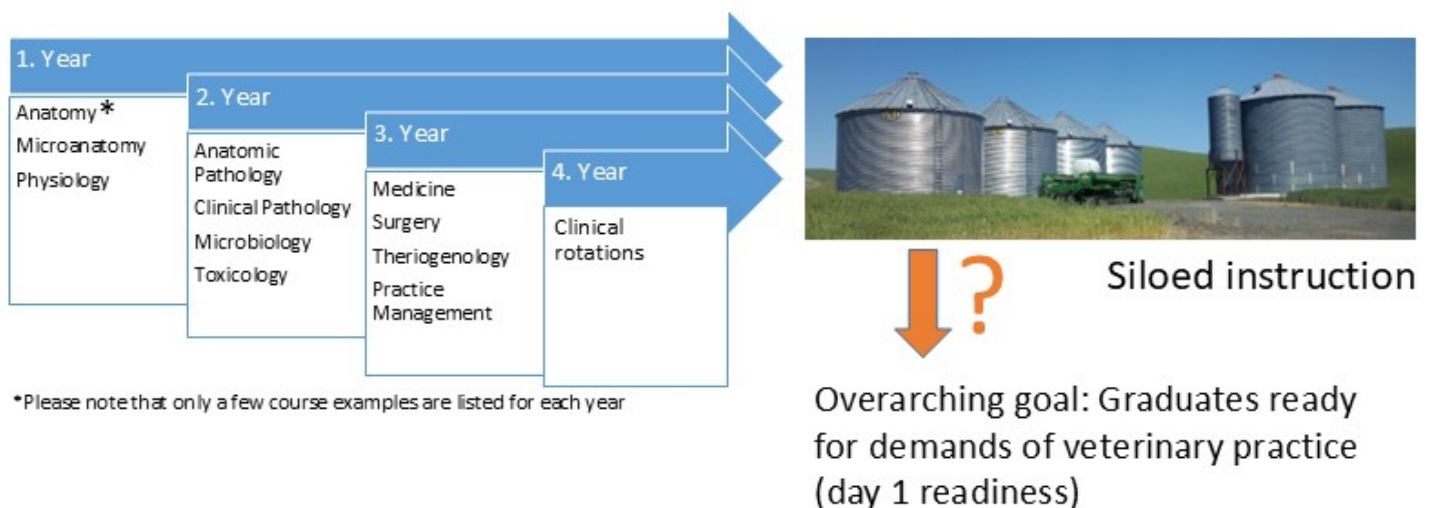 1. Year
Anatomy*
Microanatomy
Physiology
2. Year
Anatomic
Pathology
Clinical Pathology
Microbiology
Toxicology
3. Year
Medicine
Surgery
Theriogenology
Practice
Management
4. Year
Clinical
rotations
*Please note that only a few course examples are listed for each year
Siloed instruction
?
Overarching goal: Graduates ready
for demands of veterinary practice
(day 1 readiness)